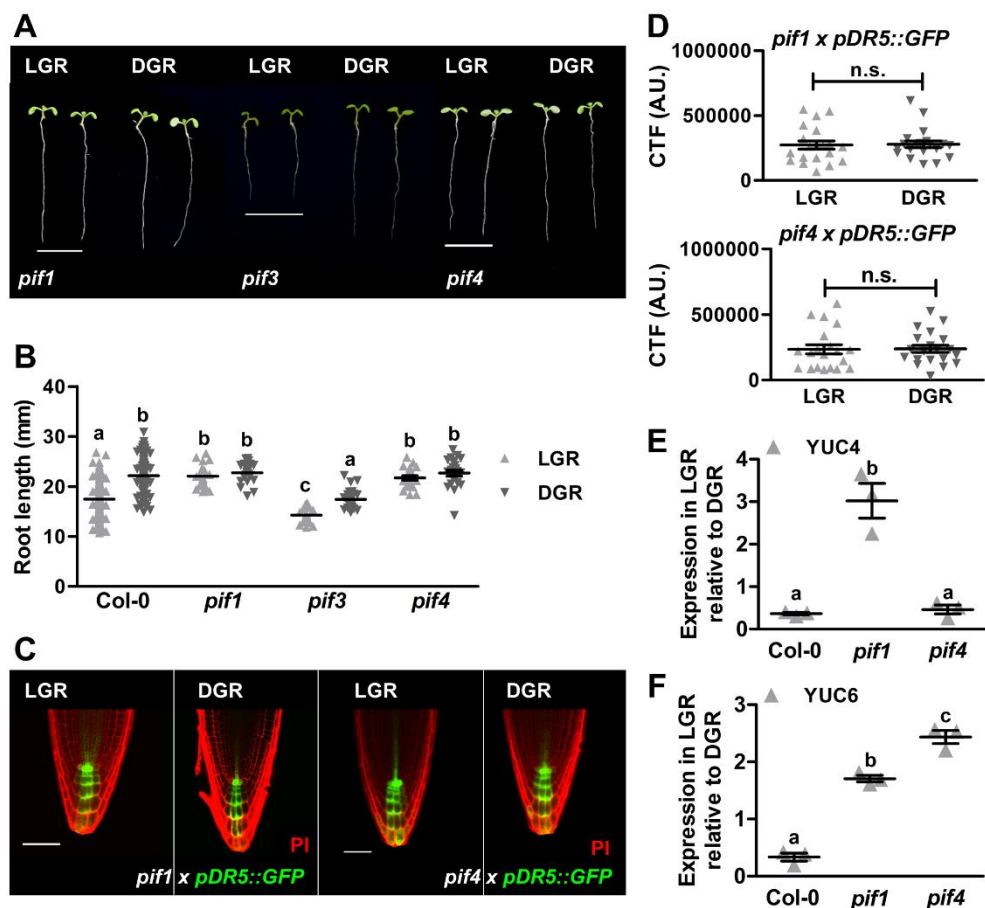 A
LGR DGR LGR DGR LGR DGR
pif1 pif3 pif4
B
Root length (mm)
40
30
20
10
0
a b b b c a b b
LGR
DGR
Col-0 pif1 pif3 pif4
C
LGR DGR LGR DGR
PI PI
pif1 x pDR5::GFP pif4 x pDR5::GFP
D
pif1 x pDR5::GFP
CTF (A.U.)
1000000
500000
0
n.s.
LGR DGR
pif4 x pDR5::GFP
CTF (A.U.)
1000000
500000
0
n.s.
LGR DGR
E
YUC4
Expression in LGR
relative to DGR
4
3
2
1
0
a b a
Col-0 pif1 pif4
F
YUC6
Expression in LGR
relative to DGR
3
2
1
0
a b c
Col-0 pif1 pif4